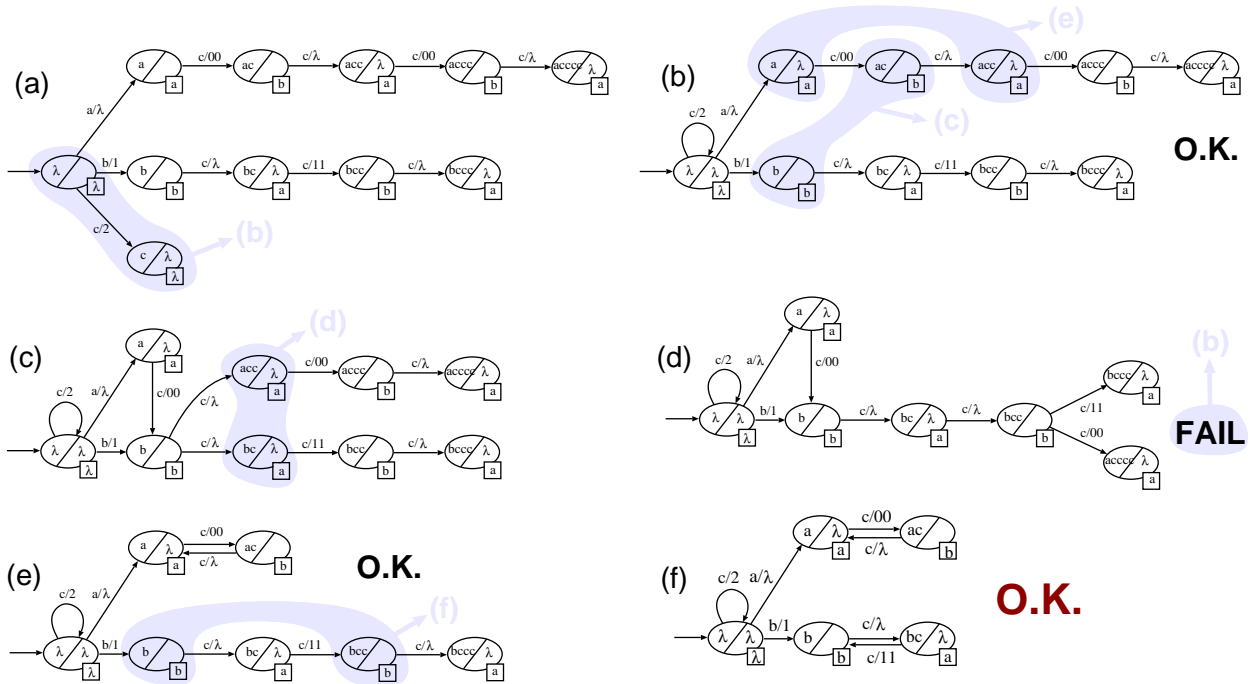 (a)
c/00 c/λ c/00 c/λ
a ac acc λ accc acccc λ
a b a b a
a/λ
b/1 c/λ c/11 c/λ
λ b bc λ bcc bccc λ
λ b a b a
c/2
c λ
λ
(b)
(b)
(e)
c/00 c/λ c/00 c/λ
a λ ac acc λ accc acccc λ
a b a b a
c/2 a/λ
(c)
O.K.
b/1 c/λ c/11 c/λ
λ λ b bc λ bcc bccc λ
λ b a b a
(c)
a λ
a
(d)
c/00 c/λ
acc λ accc acccc λ
a b a
c/2 a/λ c/00 c/λ
b/1 c/λ c/11 c/λ
λ λ b bc λ bcc bccc λ
λ b a b a
(d)
a λ
a
c/2 a/λ c/00
b/1 c/λ c/λ
λ λ b bc λ bcc
λ b a b
c/11
bccc λ
a
c/00
acccc λ
a
(b)
FAIL
(e)
c/00
a λ ac
a b
c/λ
O.K.
c/2 a/λ
(f)
b/1 c/λ c/11 c/λ
λ λ b bc λ bcc bccc λ
λ b a b a
(f)
c/00
a λ ac
a b
c/λ
O.K.
c/2 a/λ
b/1 c/λ
λ λ b bc λ
λ b a
c/11